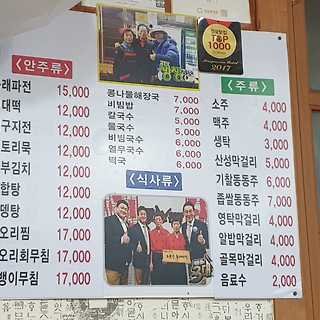 <안주류>
래파전 15,000
대떡 12,000
구지전 12,000
토리묵 12,000
부김치 12,000
합탕 12,000
뎅탕 12,000
오리찜 17,000
오리회무침 17,000
뱅이무침 17,000
콩나물해장국 7,000
비빔밥 7,000
칼국수 5,000
물국수 5,000
비빔국수 6,000
열무국수 6,000
떡국 6,000
<식사류>
TOP
1000
2017
<주류>
소주 4,000
맥주 4,000
생탁 3,000
산성막걸리 5,000
기찰동동주 6,000
좁쌀동동주 7,000
영탁막걸리 4,000
알밤막걸리 4,000
골목막걸리 4,000
음료수 2,000